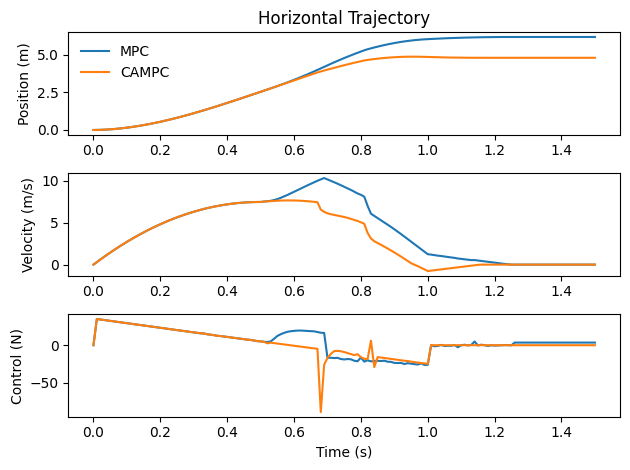 Horizontal Trajectory
Position (m)
5.0
2.5
0.0
MPC
CAMPC
0.0 0.2 0.4 0.6 0.8 1.0 1.2 1.4
Velocity (m/s)
10
5
0
0.0 0.2 0.4 0.6 0.8 1.0 1.2 1.4
Control (N)
0
−50
0.0 0.2 0.4 0.6 0.8 1.0 1.2 1.4
Time (s)